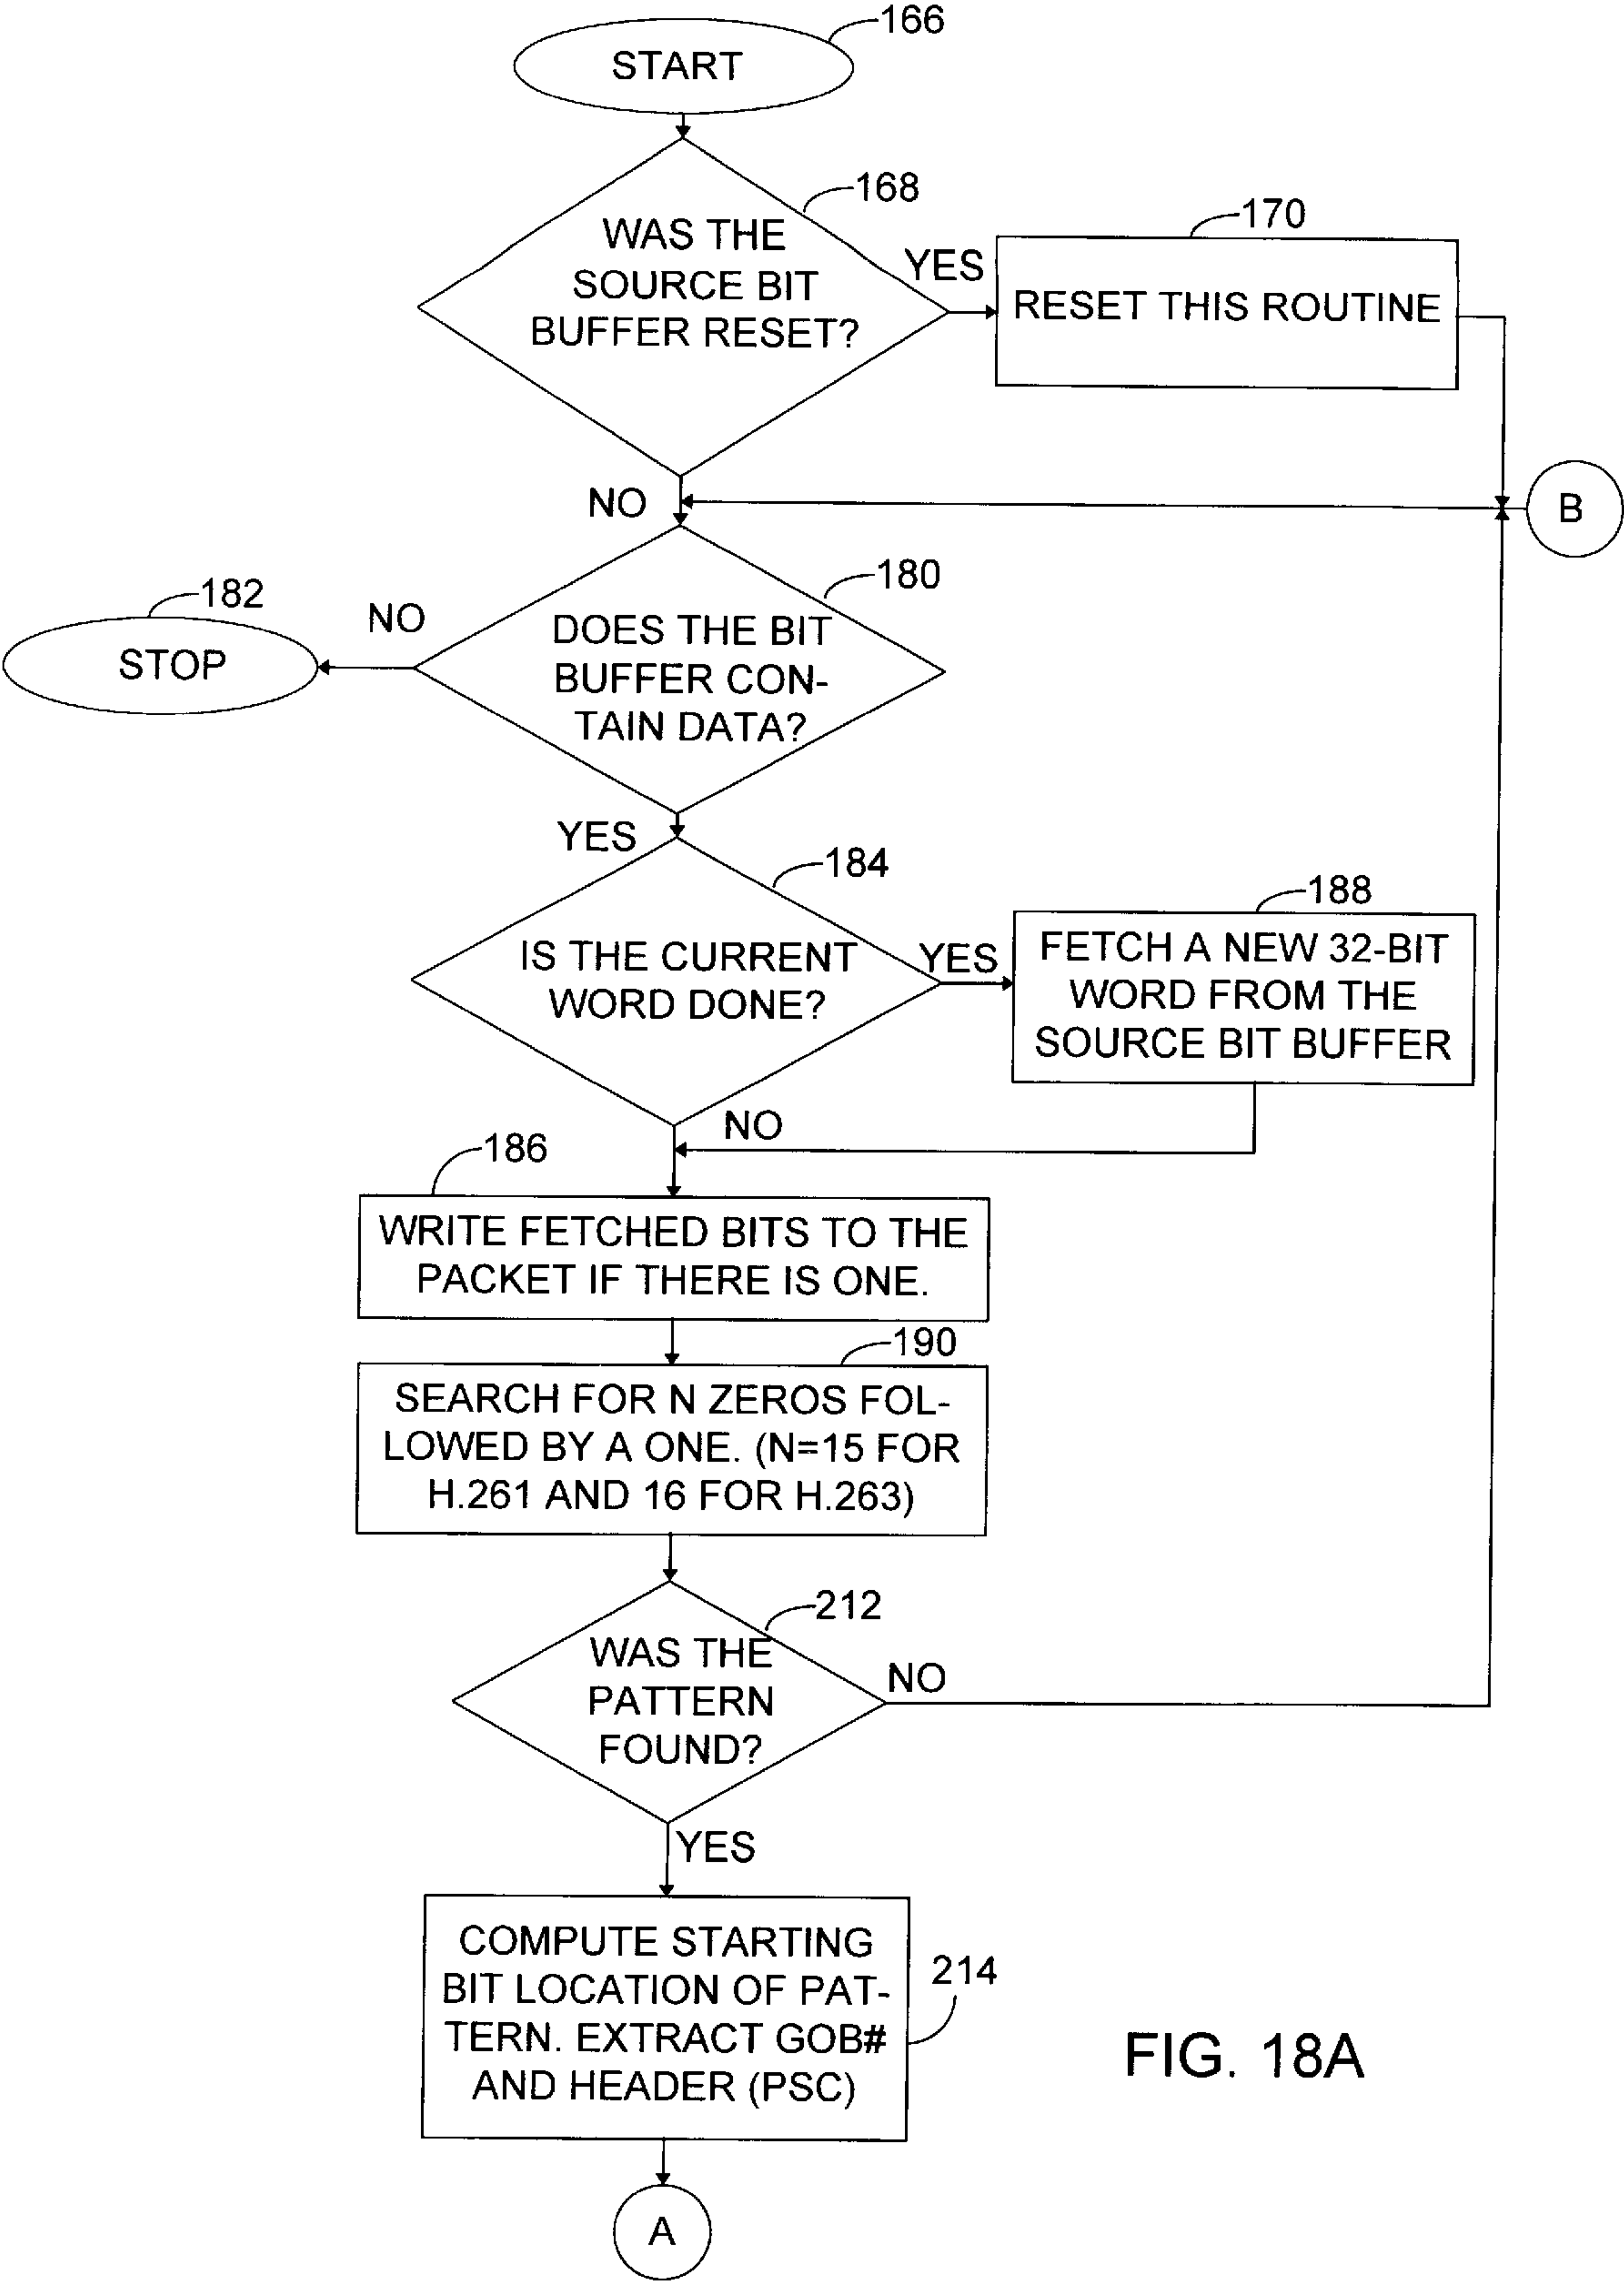 166
START
168
WAS THE
SOURCE BIT
BUFFER RESET?
YES
170
RESET THIS ROUTINE
NO
B
180
DOES THE BIT
BUFFER CON-
TAIN DATA?
NO
182
STOP
YES
184
IS THE CURRENT
WORD DONE?
YES
188
FETCH A NEW 32-BIT
WORD FROM THE
SOURCE BIT BUFFER
NO
186
WRITE FETCHED BITS TO THE
PACKET IF THERE IS ONE.
190
SEARCH FOR N ZEROS FOL-
LOWED BY A ONE. (N=15 FOR
H.261 AND 16 FOR H.263)
212
WAS THE
PATTERN
FOUND?
NO
YES
COMPUTE STARTING
BIT LOCATION OF PAT-
TERN. EXTRACT GOB#
AND HEADER (PSC)
214
A
FIG. 18A